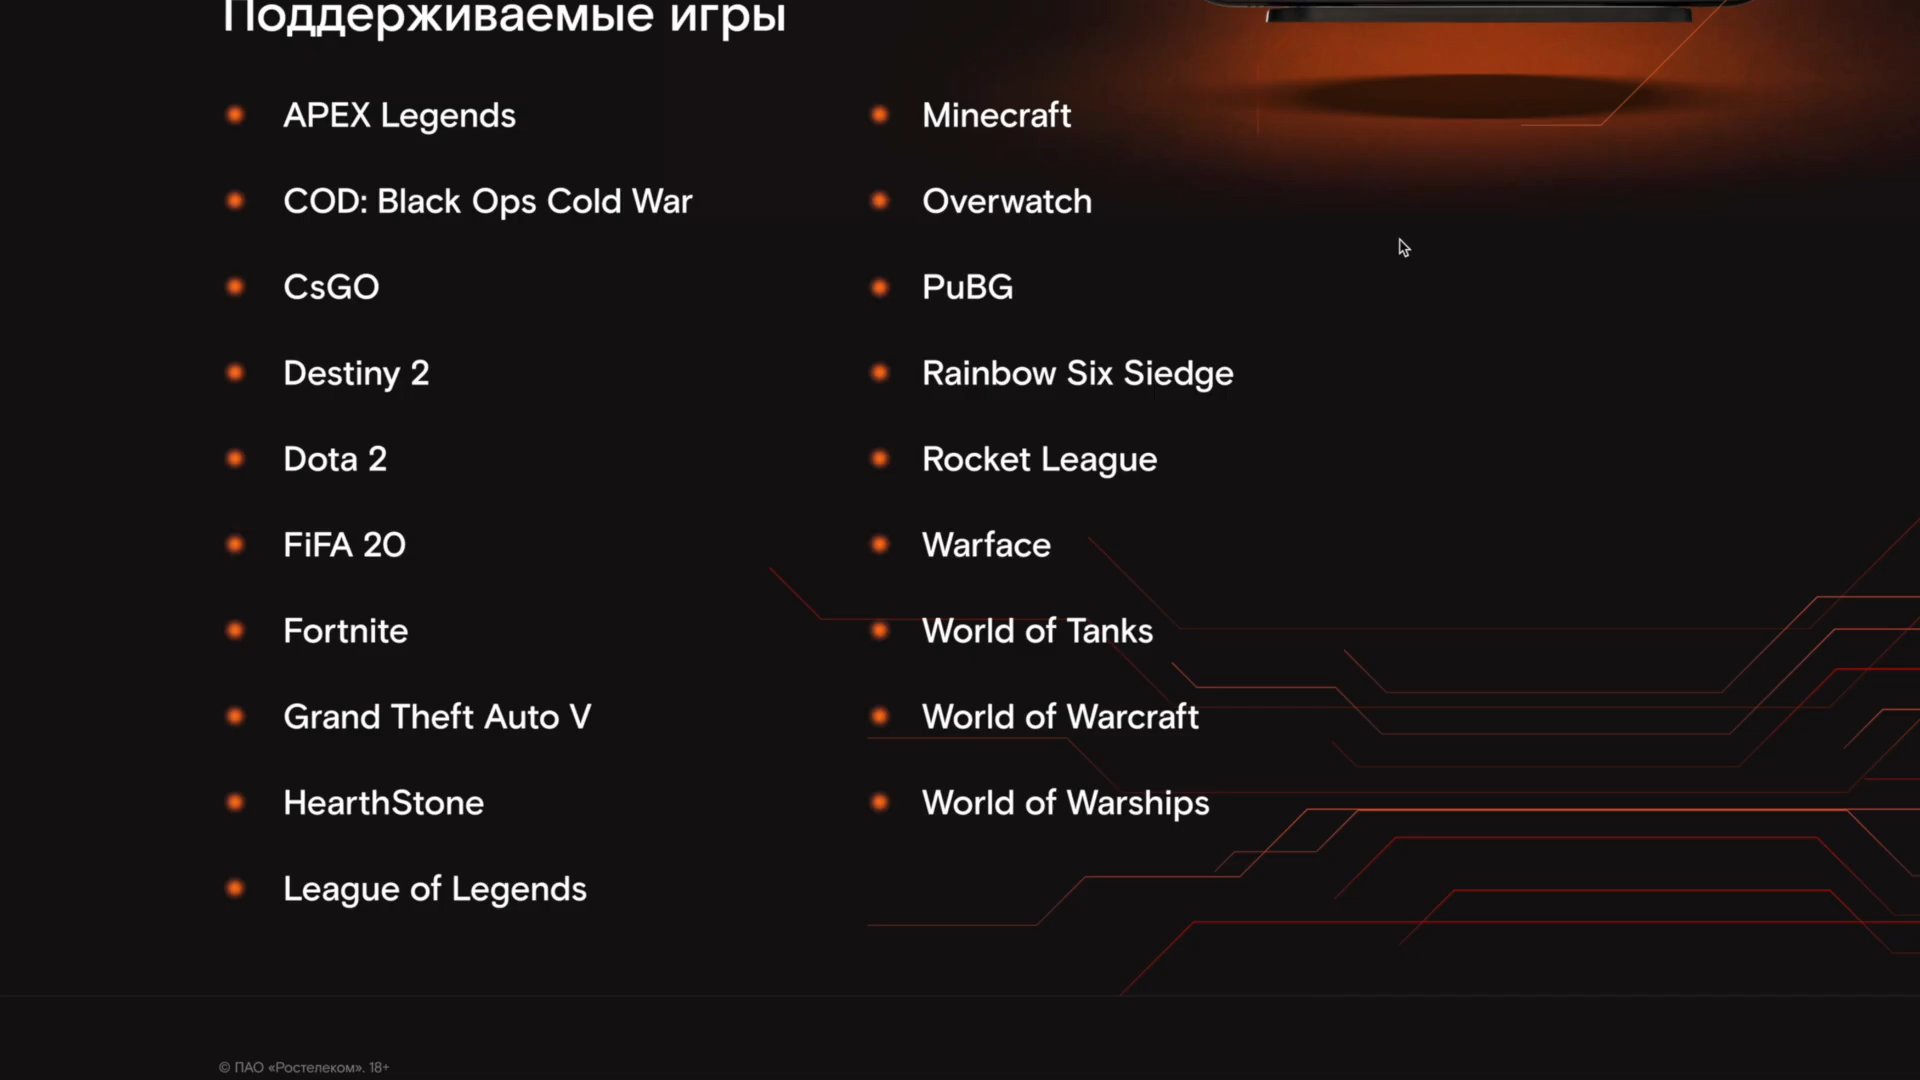 Поддерживаемые игры
APEX Legends
COD: Black Ops Cold War
CsGO
Destiny 2
Dota 2
FiFA 20
Fortnite
Grand Theft Auto V
HearthStone
League of Legends
Minecraft
Overwatch
PuBG
Rainbow Six Siedge
Rocket League
Warface
World of Tanks
World of Warcraft
World of Warships
© ПАО «Ростелеком». 18+